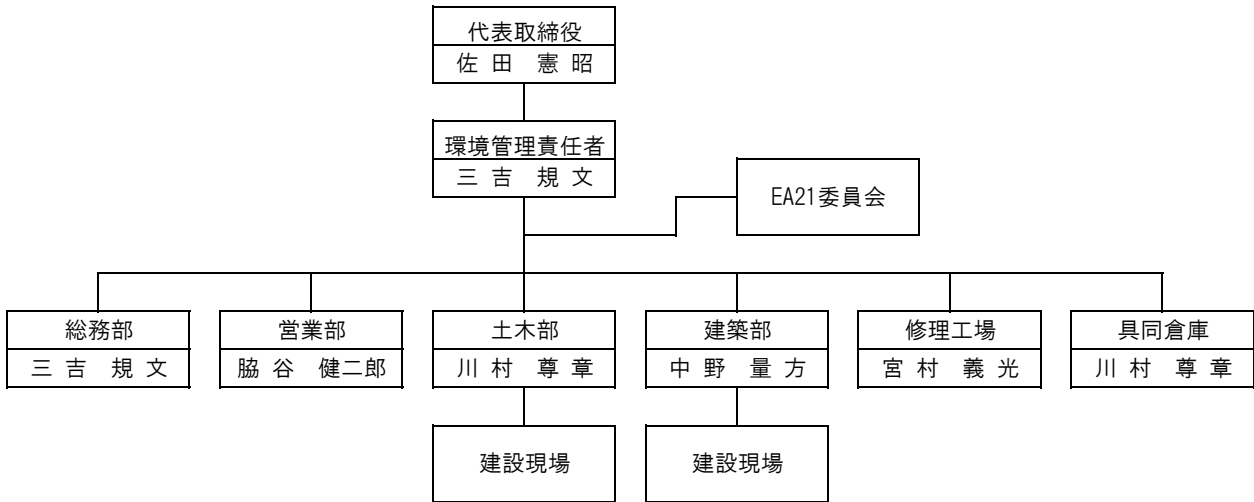 代表取締役
佐田 憲昭
環境管理責任者
三吉 規文
EA21委員会
総務部
三吉 規文
営業部
脇谷 健二郎
土木部
川村 尊章
建築部
中野 量方
修理工場
宮村 義光
具同倉庫
川村 尊章
建設現場
建設現場